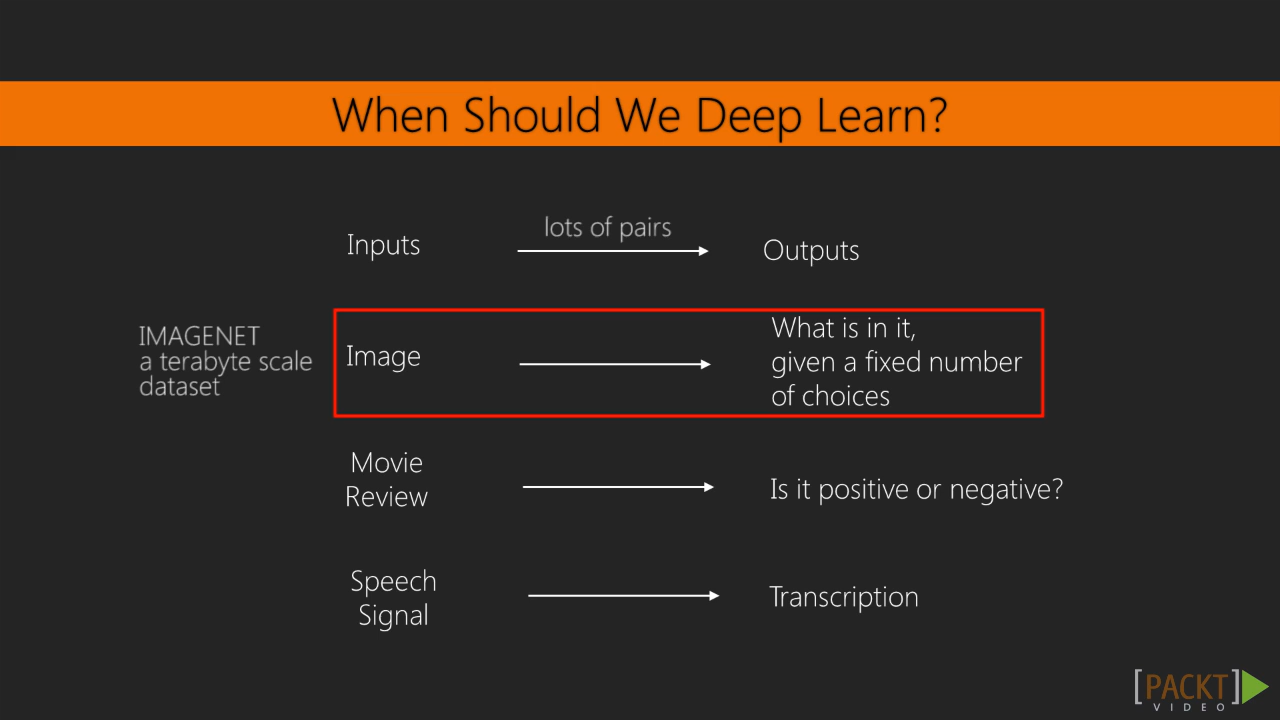 When Should We Deep Learn?
Inputs
lots of pairs
Outputs
IMAGENET
a terabyte scale
dataset
Image
What is in it,
given a fixed number
of choices
Movie
Review
Is it positive or negative?
Speech
Signal
Transcription
[PACKT]
VIDEO